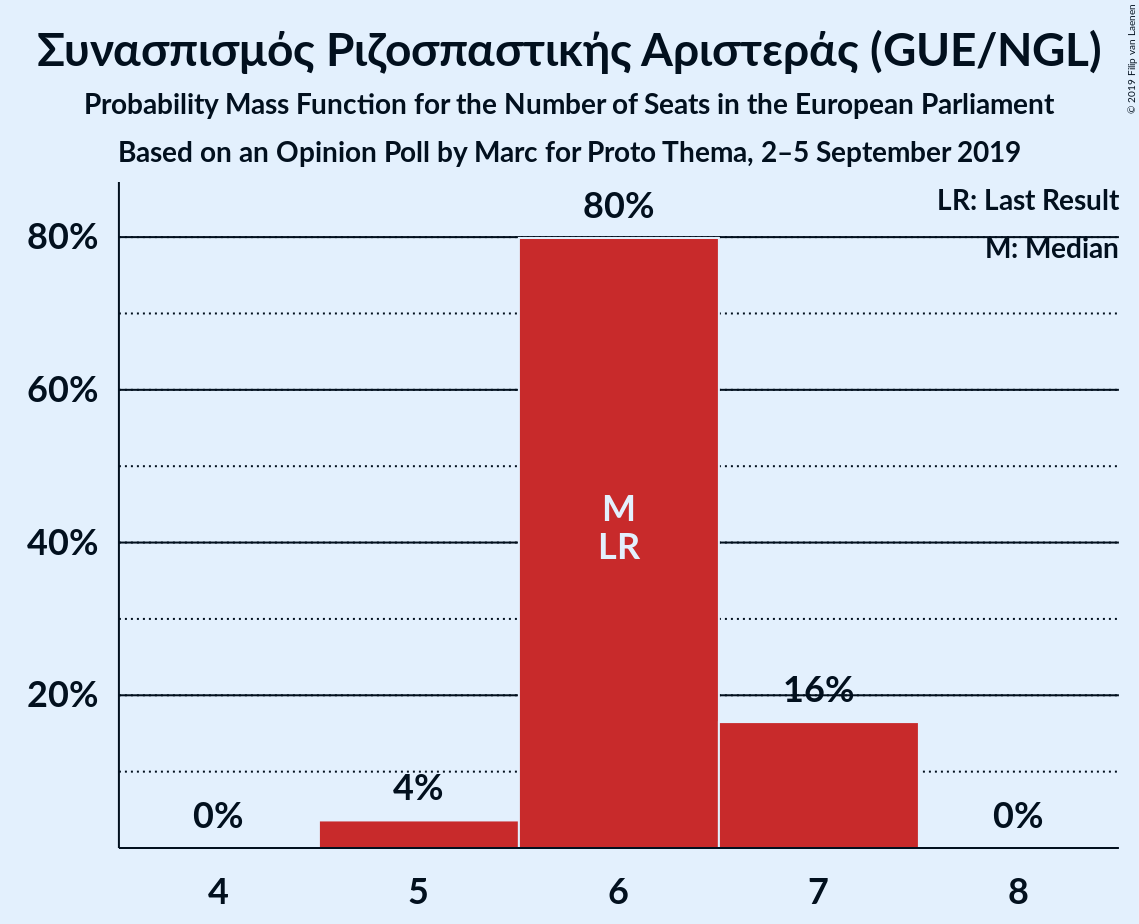 Συνασπισμός Ριζοσπαστικής Αριστεράς (GUE/NGL)
Probability Mass Function for the Number of Seats in the European Parliament
Based on an Opinion Poll by Marc for Proto Thema, 2–5 September 2019
© 2019 Filip van Laenen
LR: Last Result
M: Median
80%
60%
40%
20%
0%
4%
80%
16%
0%
M
LR
4
5
6
7
8